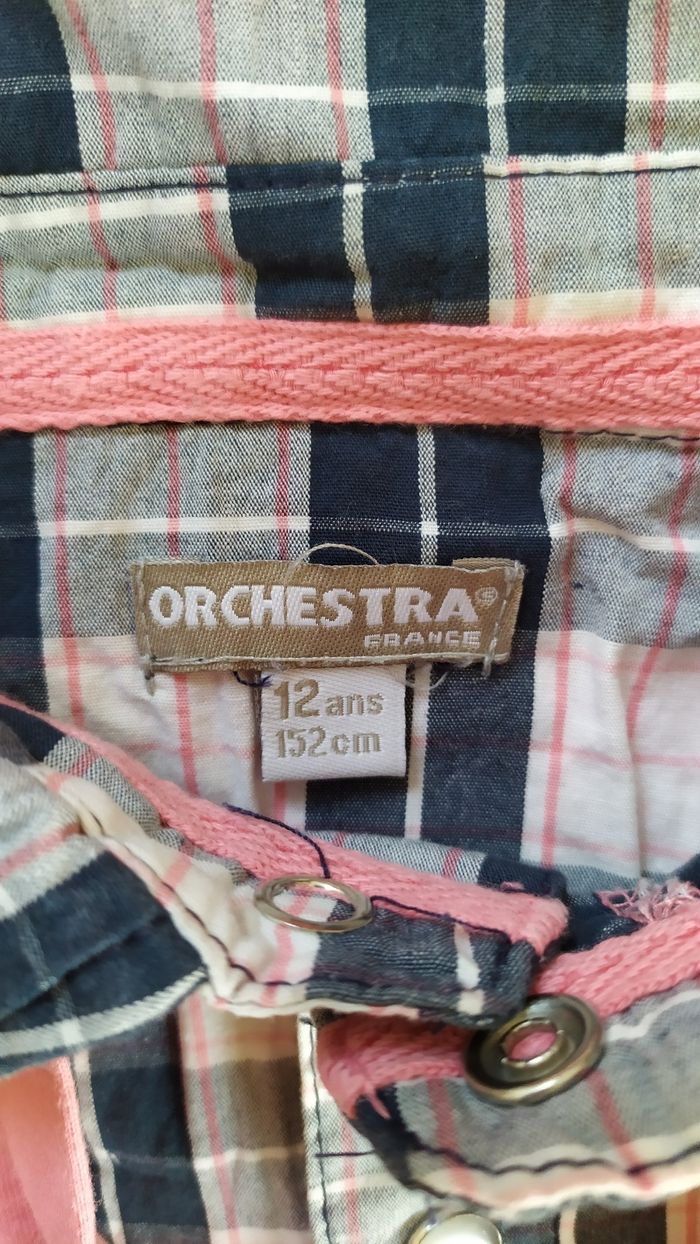 ORCHESTRA®
FRANCE
12 ans
152 cm